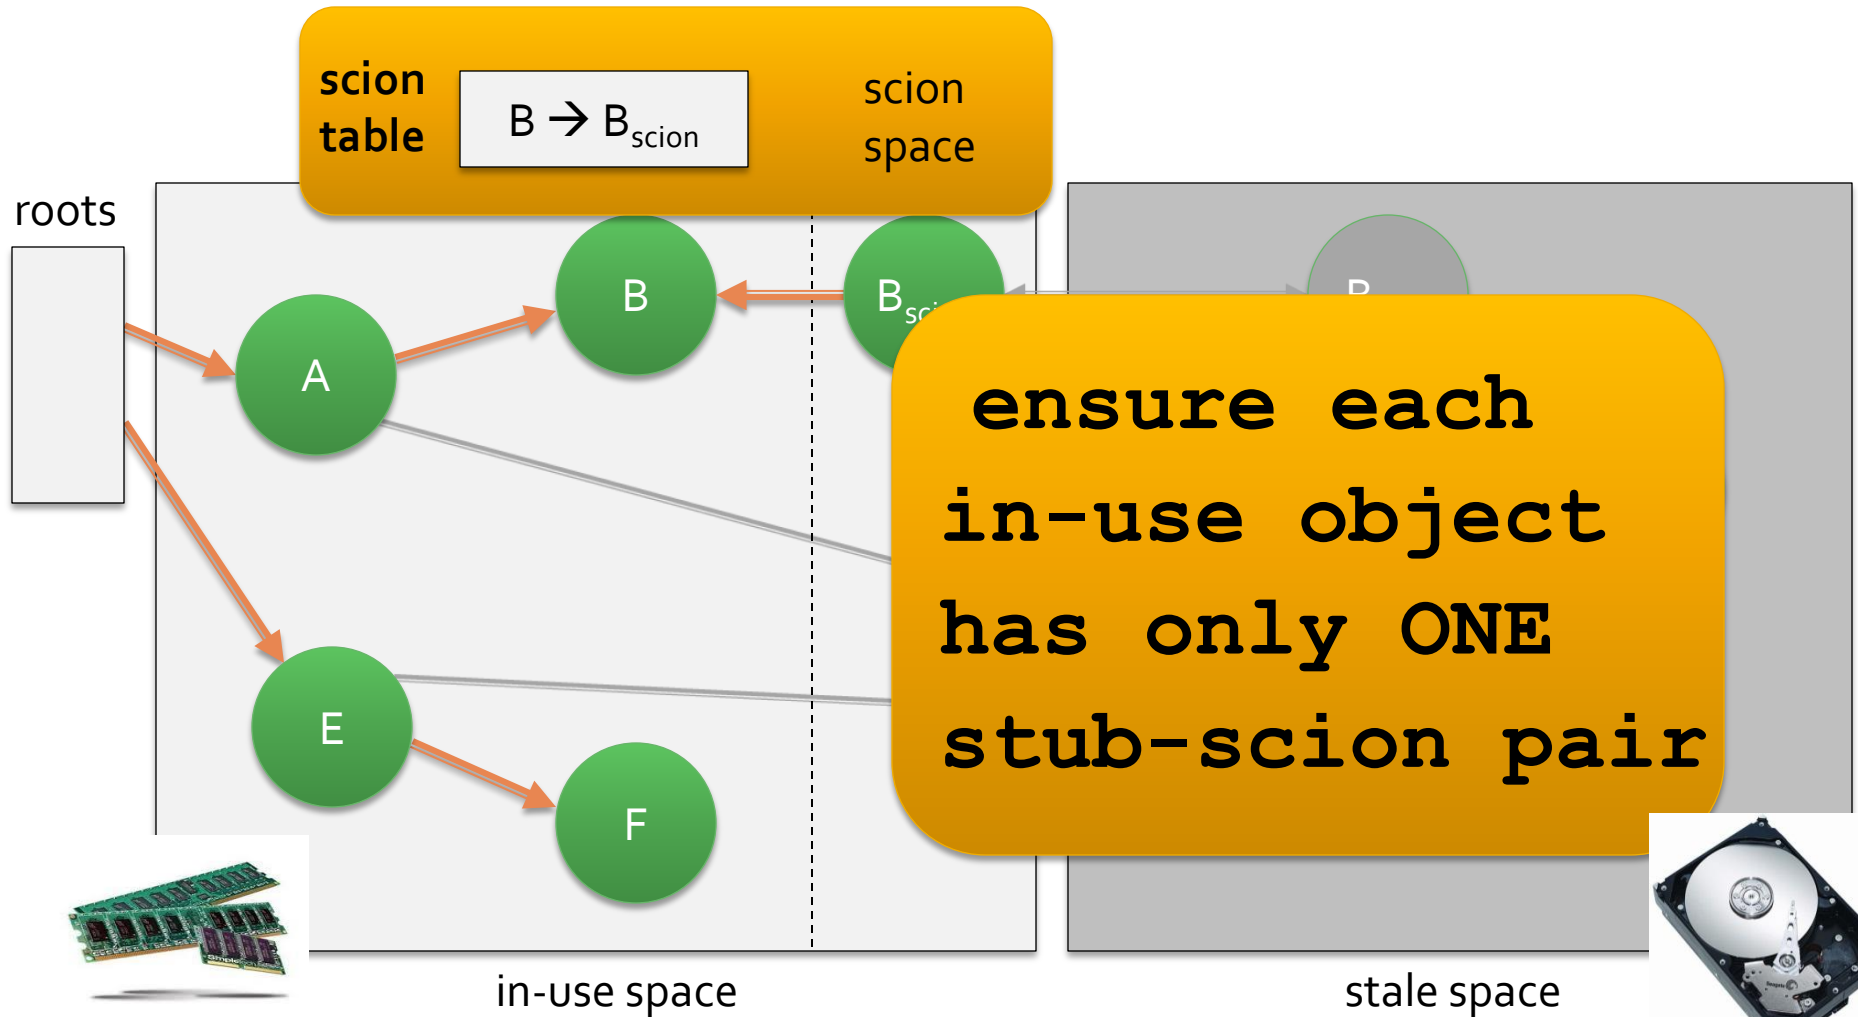 scion
table
B → Bscion
scion
space
roots
B
A
E
F
ensure each
in-use object
has only ONE
stub-scion pair
in-use space
stale space